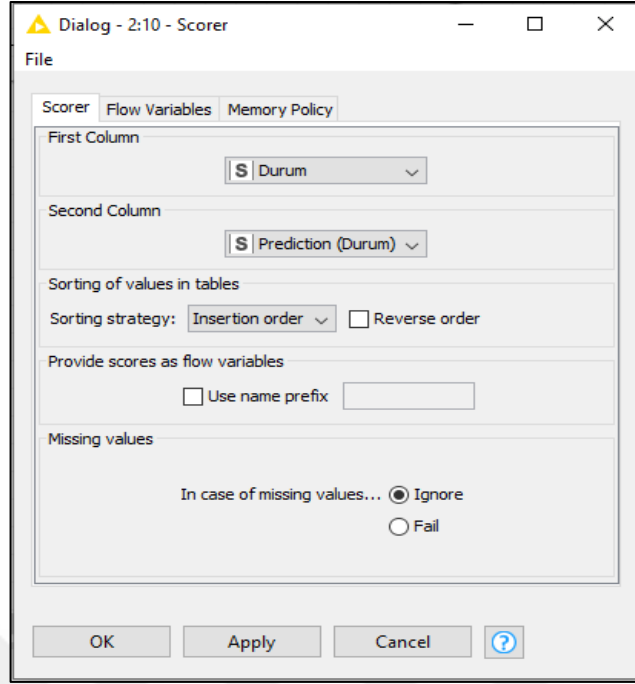 Dialog - 2:10 - Scorer
File
Scorer Flow Variables Memory Policy
First Column
S Durum
Second Column
S Prediction (Durum)
Sorting of values in tables
Sorting strategy: Insertion order Reverse order
Provide scores as flow variables
Use name prefix
Missing values
In case of missing values... Ignore
Fail
OK Apply Cancel ?